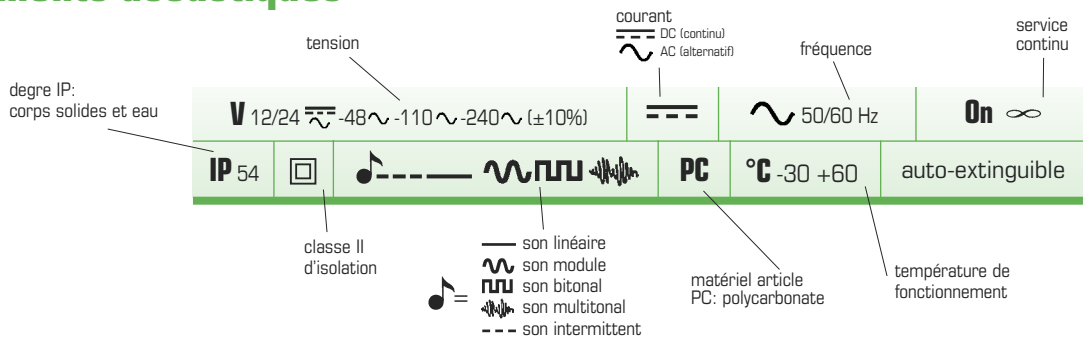 courant
DC (continu)
AC (alternatif)
tension
fréquence
service
continu
degre IP:
corps solides et eau
V 12/24 -48 -110 -240 (±10%)
50/60 Hz
On ∞
IP 54
PC
°C -30 +60
auto-extinguible
classe II
d'isolation
son linéaire
son module
son bitonal
son multitonal
son intermittent
=
matériel article
PC: polycarbonate
température de
fonctionnement